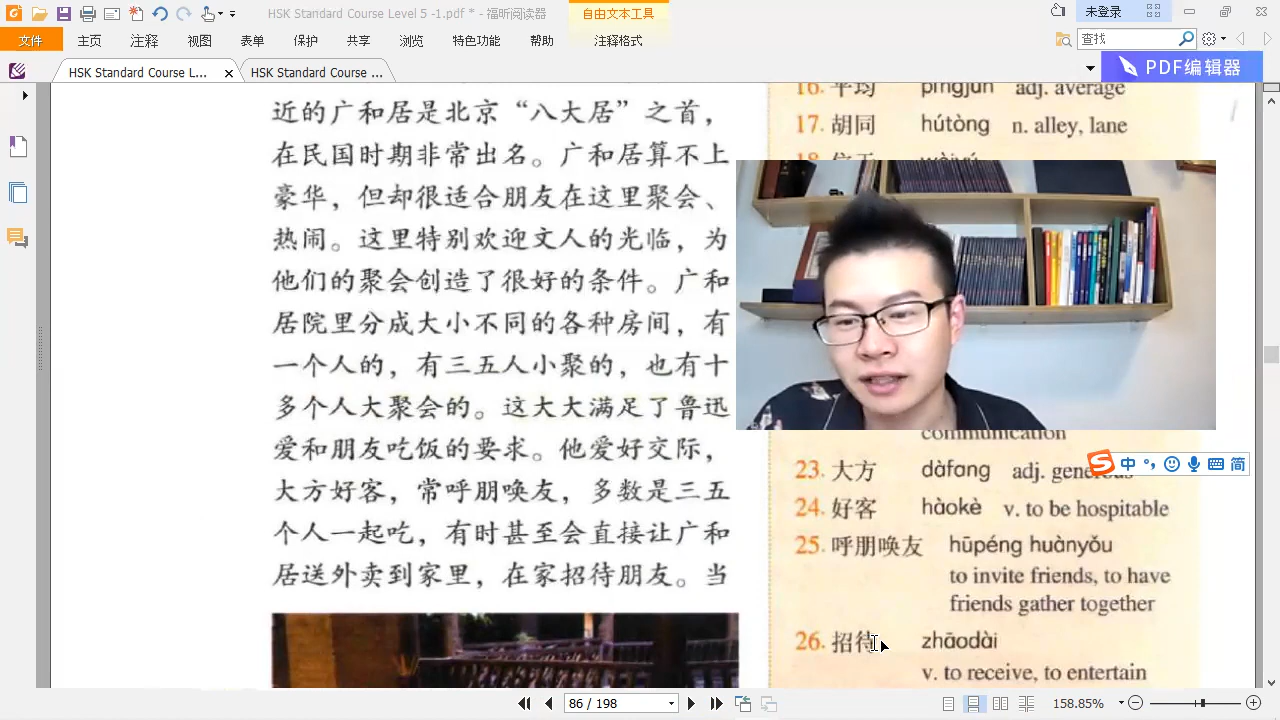 HSK Standard Course Level 5 -1.pdf * - 福昕阅读器
自由文本工具
未登录
文件
主页
注释
视图
表单
保护
共享
浏览
特色功能
帮助
注释格式
查找
HSK Standard Course L...
HSK Standard Course ...
PDF编辑器
近的广和居是北京“八大居”之首，
在民国时期非常出名。广和居算不上
豪华，但却很适合朋友在这里聚会、
热闹。这里特别欢迎文人的光临，为
他们的聚会创造了很好的条件。广和
居院里分成大小不同的各种房间，有
一个人的，有三五人小聚的，也有十
多个人大聚会的。这大大满足了鲁迅
爱和朋友吃饭的要求。他爱好交际，
大方好客，常呼朋唤友，多数是三五
个人一起吃，有时甚至会直接让广和
居送外卖到家里，在家招待朋友。当
16. 平均 píngjūn adj. average
17. 胡同 hútòng n. alley, lane
18.
communication
23. 大方 dàfang adj. generous
24. 好客 hàokè v. to be hospitable
25. 呼朋唤友 hūpéng huànyǒu
to invite friends, to have
friends gather together
26. 招待 zhāodài
v. to receive, to entertain
中 简
86 / 198
158.85%